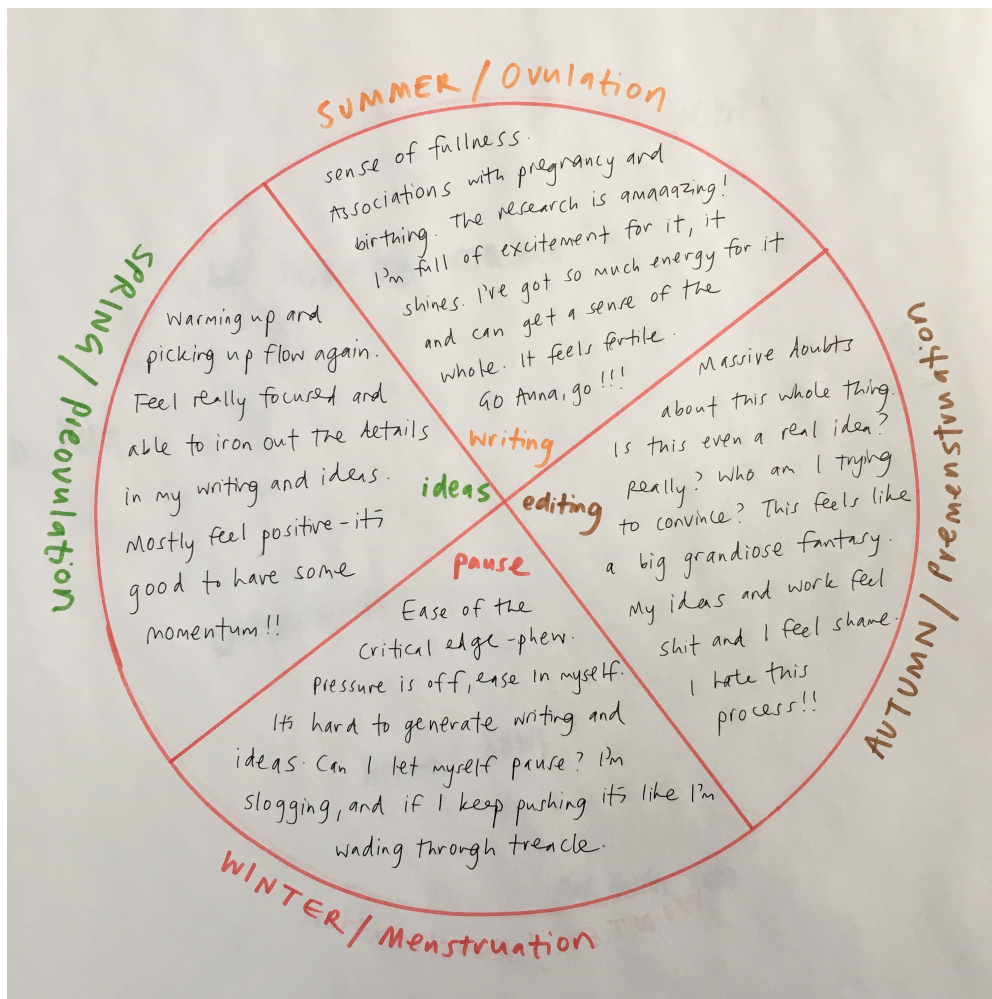 SUMMER / Ovulation
sense of fullness.
Associations with pregnancy and
birthing. The research is amaaazing!
I'm full of excitement for it, it
shines. I've got so much energy for it
and can get a sense of the
whole. It feels fertile.
Go Anna, go!!!
writing
SPRING / Preovulation
Warming up and
picking up flow again.
Feel really focused and
able to iron out the details
in my writing and ideas.
Mostly feel positive - it's
good to have some
momentum!!
ideas
AUTUMN / Premenstruation
Massive doubts
about this whole thing.
Is this even a real idea?
Really? Who am I trying
to convince? This feels like
a big grandiose fantasy.
My ideas and work feel
shit and I feel shame.
I hate this
process!!
editing
pause
Ease of the
critical edge - phew.
Pressure is off, ease in myself.
It's hard to generate writing and
ideas. Can I let myself pause? I'm
slogging, and if I keep pushing it's like I'm
wading through treacle.
WINTER / Menstruation